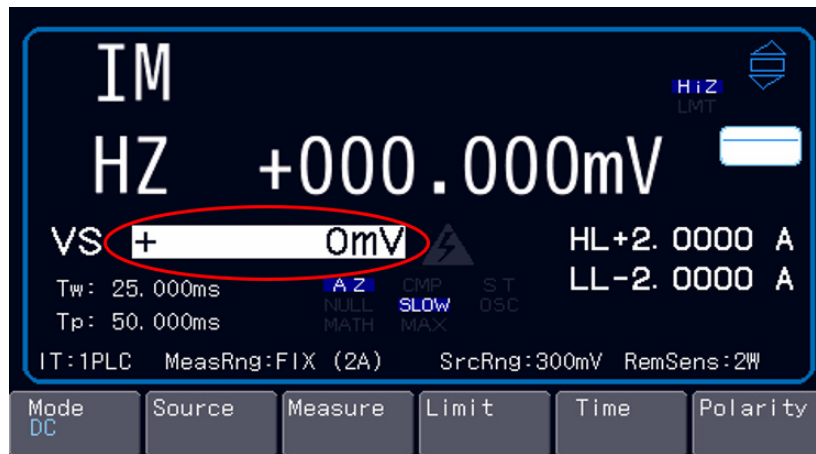 IM
HiZ
LMT
HZ +000.000mV
VS + 0mV HL+2.0000 A
LL-2.0000 A
Tw: 25.000ms AZ CMP ST
NULL SLOW OSC
Tp: 50.000ms MATH MAX
IT:1PLC MeasRng:FIX (2A) SrcRng:300mV RemSens:2W
Mode Source Measure Limit Time Polarity
DC